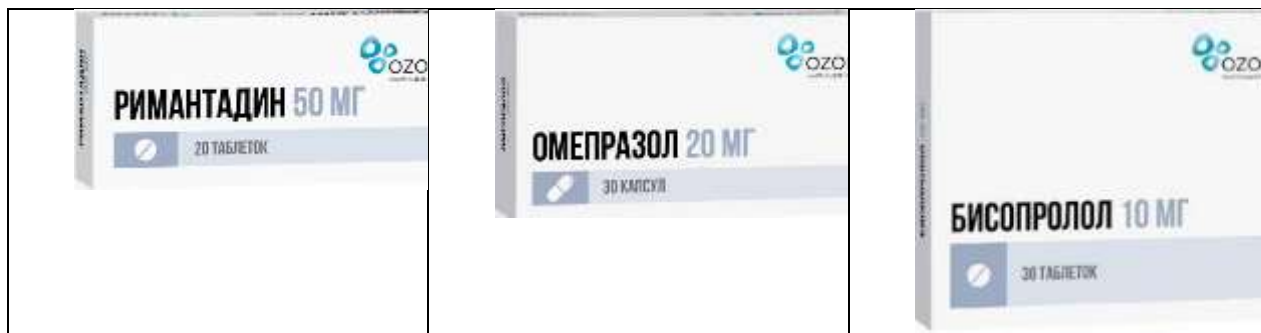 OZO
РИМАНТАДИН 50 МГ
20 ТАБЛЕТОК
OZO
ОМЕПРАЗОЛ 20 МГ
30 КАПСУЛ
OZO
БИСОПРОЛОЛ 10 МГ
30 ТАБЛЕТОК